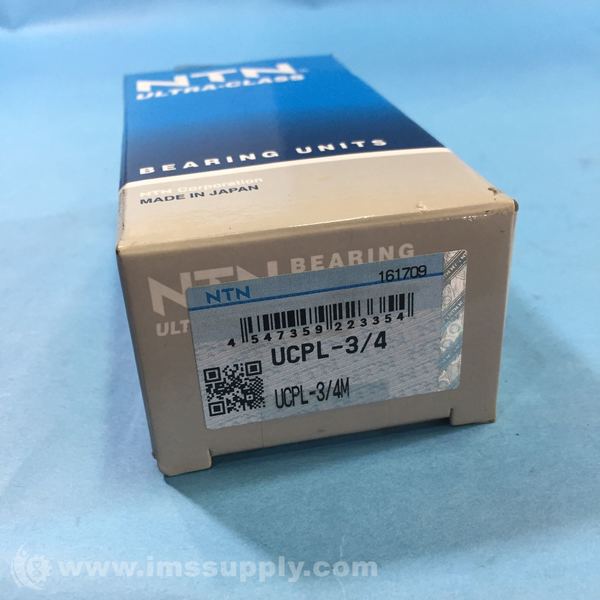 NTN®
ULTRA-CLASS
BEARING UNITS
NTN Corporation
MADE IN JAPAN
NTN BEARING
ULT
NTN 161709
4 547359 223354
UCPL-3/4
UCPL-3/4M
www.imssupply.com